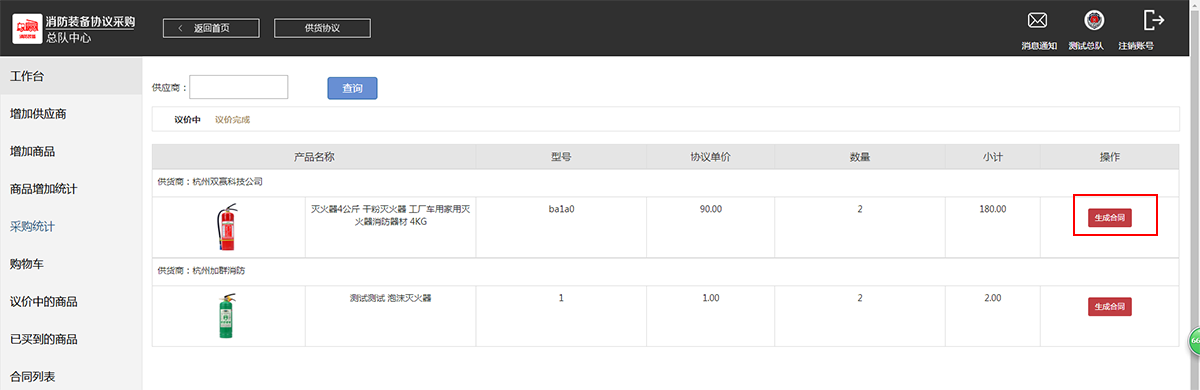 消防装备协议采购
总队中心
返回首页
供货协议
消息通知
测试总队
注销账号
工作台
增加供应商
增加商品
商品增加统计
采购统计
购物车
议价中的商品
已买到的商品
合同列表
供应商：
查询
议价中 议价完成
产品名称 型号 协议单价 数量 小计 操作
供货商：杭州双赢科技公司
灭火器4公斤 干粉灭火器 工厂车用家用灭
火器消防器材 4KG
ba1a0 90.00 2 180.00 生成合同
供货商：杭州加群消防
测试测试 泡沫灭火器 1 1.00 2 2.00 生成合同